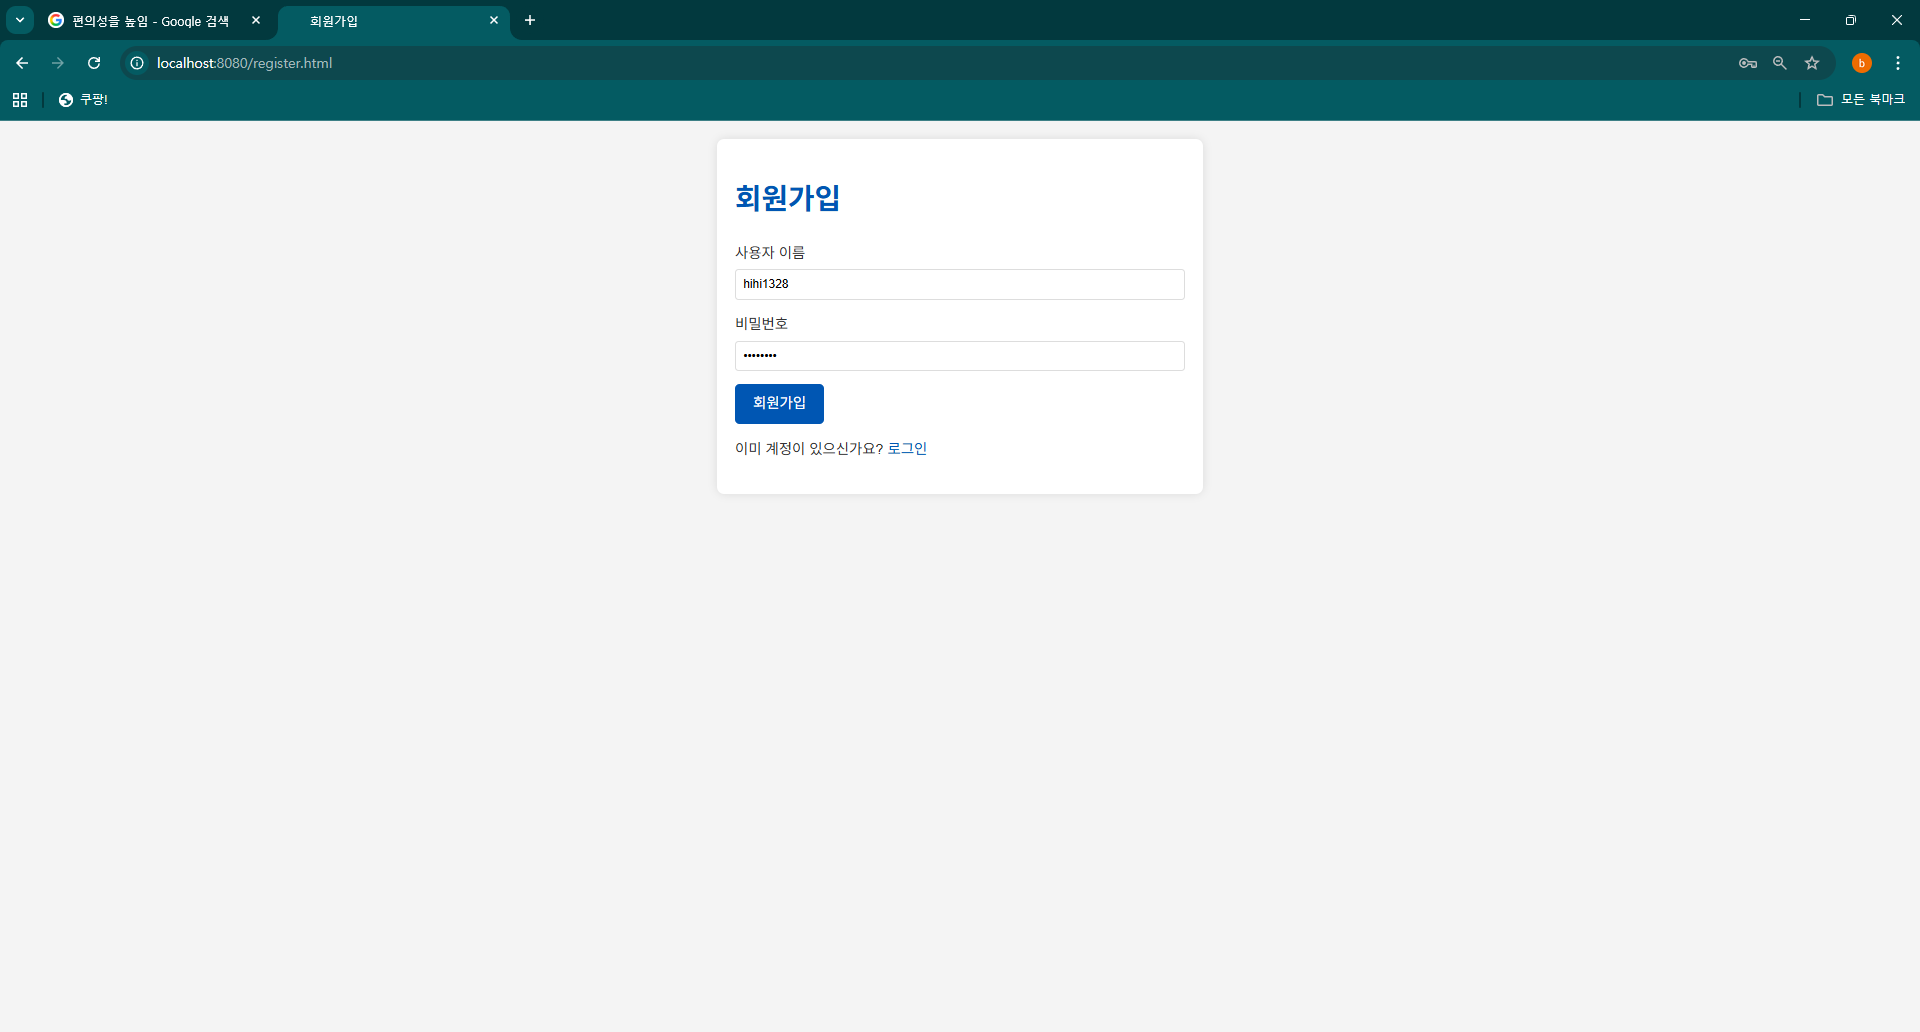 편의성을 높임 - Google 검색
회원가입
localhost:8080/register.html
b
쿠팡!
모든 북마크
회원가입
사용자 이름
hihi1328
비밀번호
••••••••
회원가입
이미 계정이 있으신가요? 로그인